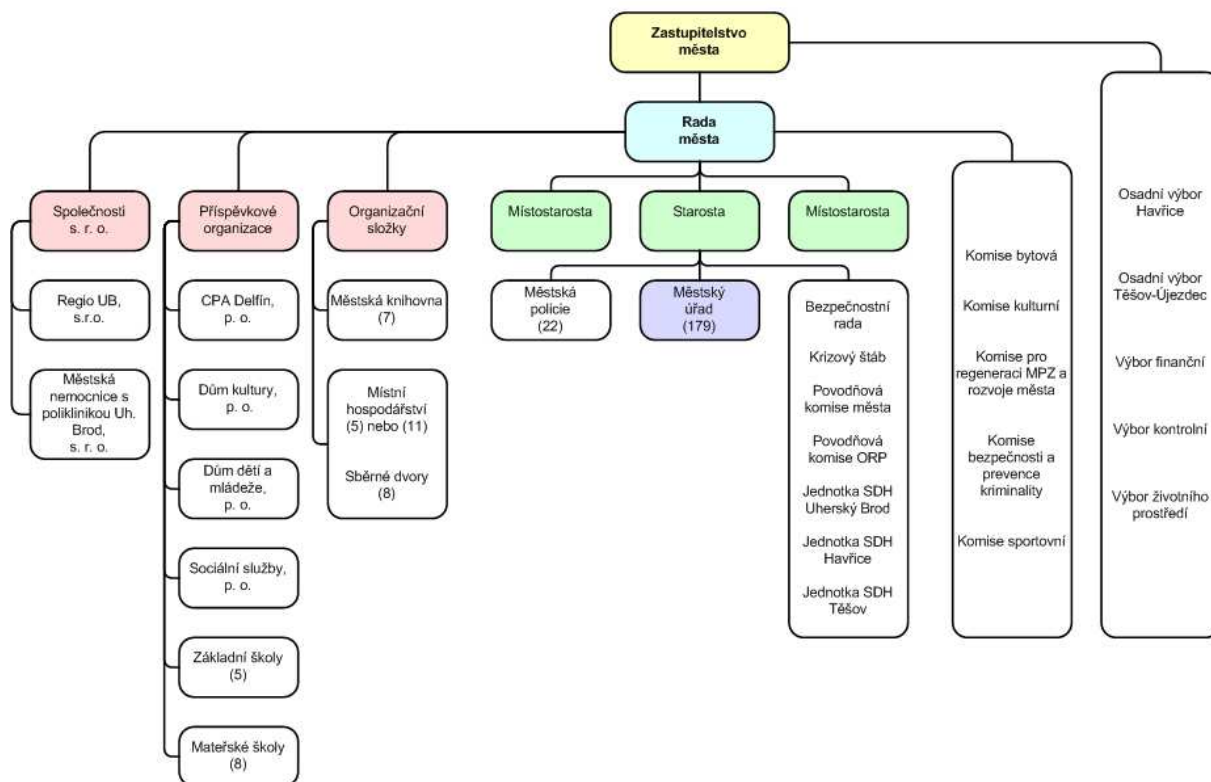 Zastupitelstvo
města
Rada
města
Společnosti
s. r. o.
Příspěvkové
organizace
Organizační
složky
Místostarosta
Starosta
Místostarosta
Regio UB,
s.r.o.
Městská
nemocnice s
poliklinikou Uh.
Brod,
s. r. o.
CPA Delfín,
p. o.
Dům kultury,
p. o.
Dům dětí a
mládeže,
p. o.
Sociální služby,
p. o.
Základní školy
(5)
Mateřské školy
(8)
Městská knihovna
(7)
Místní
hospodářství
(5) nebo (11)
Sběrné dvory
(8)
Městská
policie
(22)
Městský
úřad
(179)
Bezpečnostní
rada
Krizový štáb
Povodňová
komise města
Povodňová
komise ORP
Jednotka SDH
Uherský Brod
Jednotka SDH
Havřice
Jednotka SDH
Těšov
Komise bytová
Komise kulturní
Komise pro
regeneraci MPZ a
rozvoje města
Komise
bezpečnosti a
prevence
kriminality
Komise sportovní
Osadní výbor
Havřice
Osadní výbor
Těšov-Újezdec
Výbor finanční
Výbor kontrolní
Výbor životního
prostředí